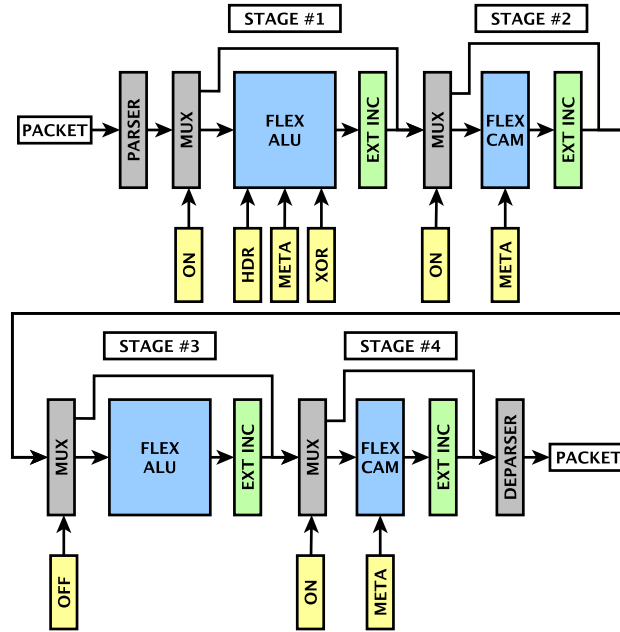 STAGE #1
STAGE #2
PACKET
PARSER
MUX
FLEX
ALU
EXT INC
MUX
FLEX
CAM
EXT INC
ON
HDR
META
XOR
ON
META
STAGE #3
STAGE #4
MUX
FLEX
ALU
EXT INC
MUX
FLEX
CAM
EXT INC
DEPARSER
PACKET
OFF
ON
META